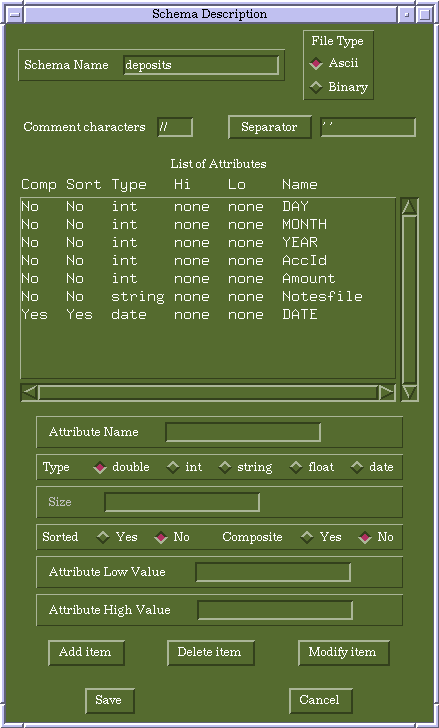 Schema Description
File Type
Schema Name deposits
Ascii
Binary
Comment characters // Separator ' '
List of Attributes
Comp Sort Type Hi Lo Name
No No int none none DAY
No No int none none MONTH
No No int none none YEAR
No No int none none AccId
No No int none none Amount
No No string none none Notesfile
Yes Yes date none none DATE
Attribute Name
Type double int string float date
Size
Sorted Yes No Composite Yes No
Attribute Low Value
Attribute High Value
Add item Delete item Modify item
Save Cancel